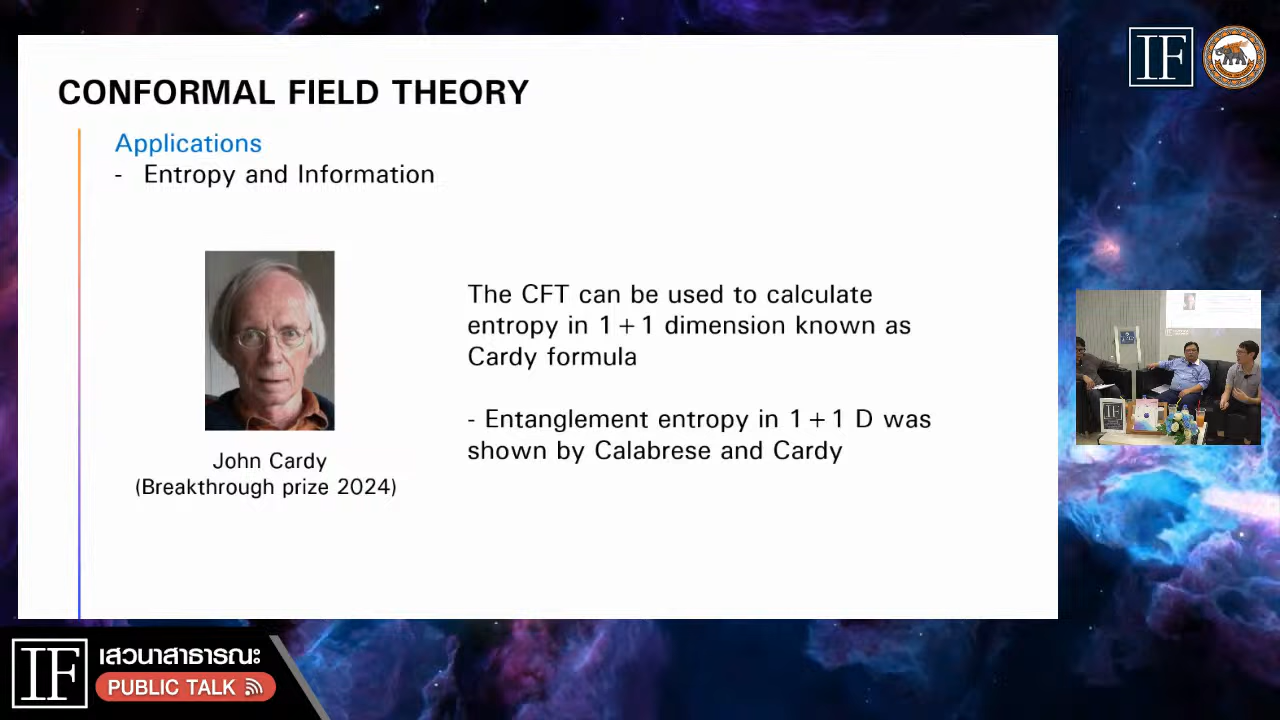 CONFORMAL FIELD THEORY
Applications
- Entropy and Information
The CFT can be used to calculate
entropy in 1+1 dimension known as
Cardy formula
- Entanglement entropy in 1+1 D was
shown by Calabrese and Cardy
John Cardy
(Breakthrough prize 2024)
IF
IF
เสวนาสาธารณะ
PUBLIC TALK